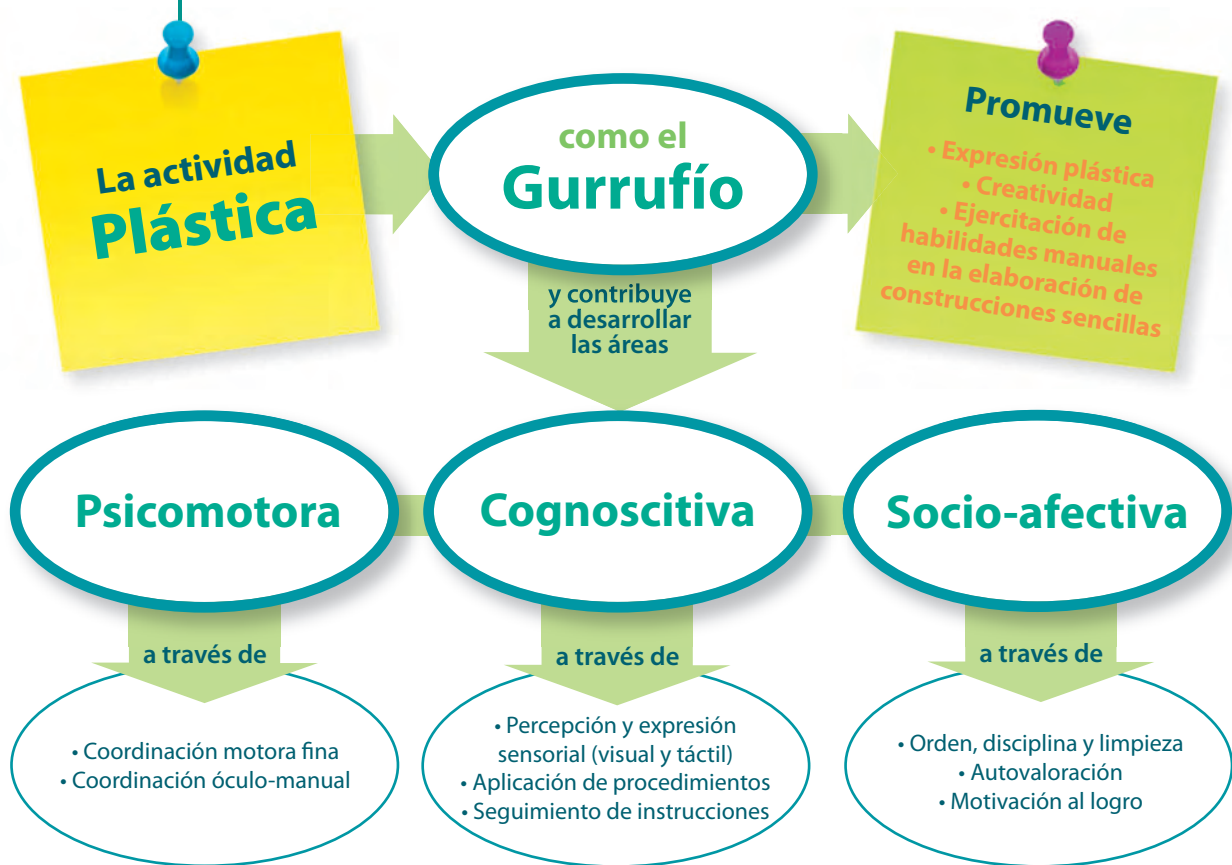 La actividad
Plástica
como el
Gurrufío
Promueve
• Expresión plástica
• Creatividad
• Ejercitación de
habilidades manuales
en la elaboración de
construcciones sencillas
y contribuye
a desarrollar
las áreas
Psicomotora
Cognoscitiva
Socio-afectiva
a través de
a través de
a través de
• Coordinación motora fina
• Coordinación óculo-manual
• Percepción y expresión
sensorial (visual y táctil)
• Aplicación de procedimientos
• Seguimiento de instrucciones
• Orden, disciplina y limpieza
• Autovaloración
• Motivación al logro